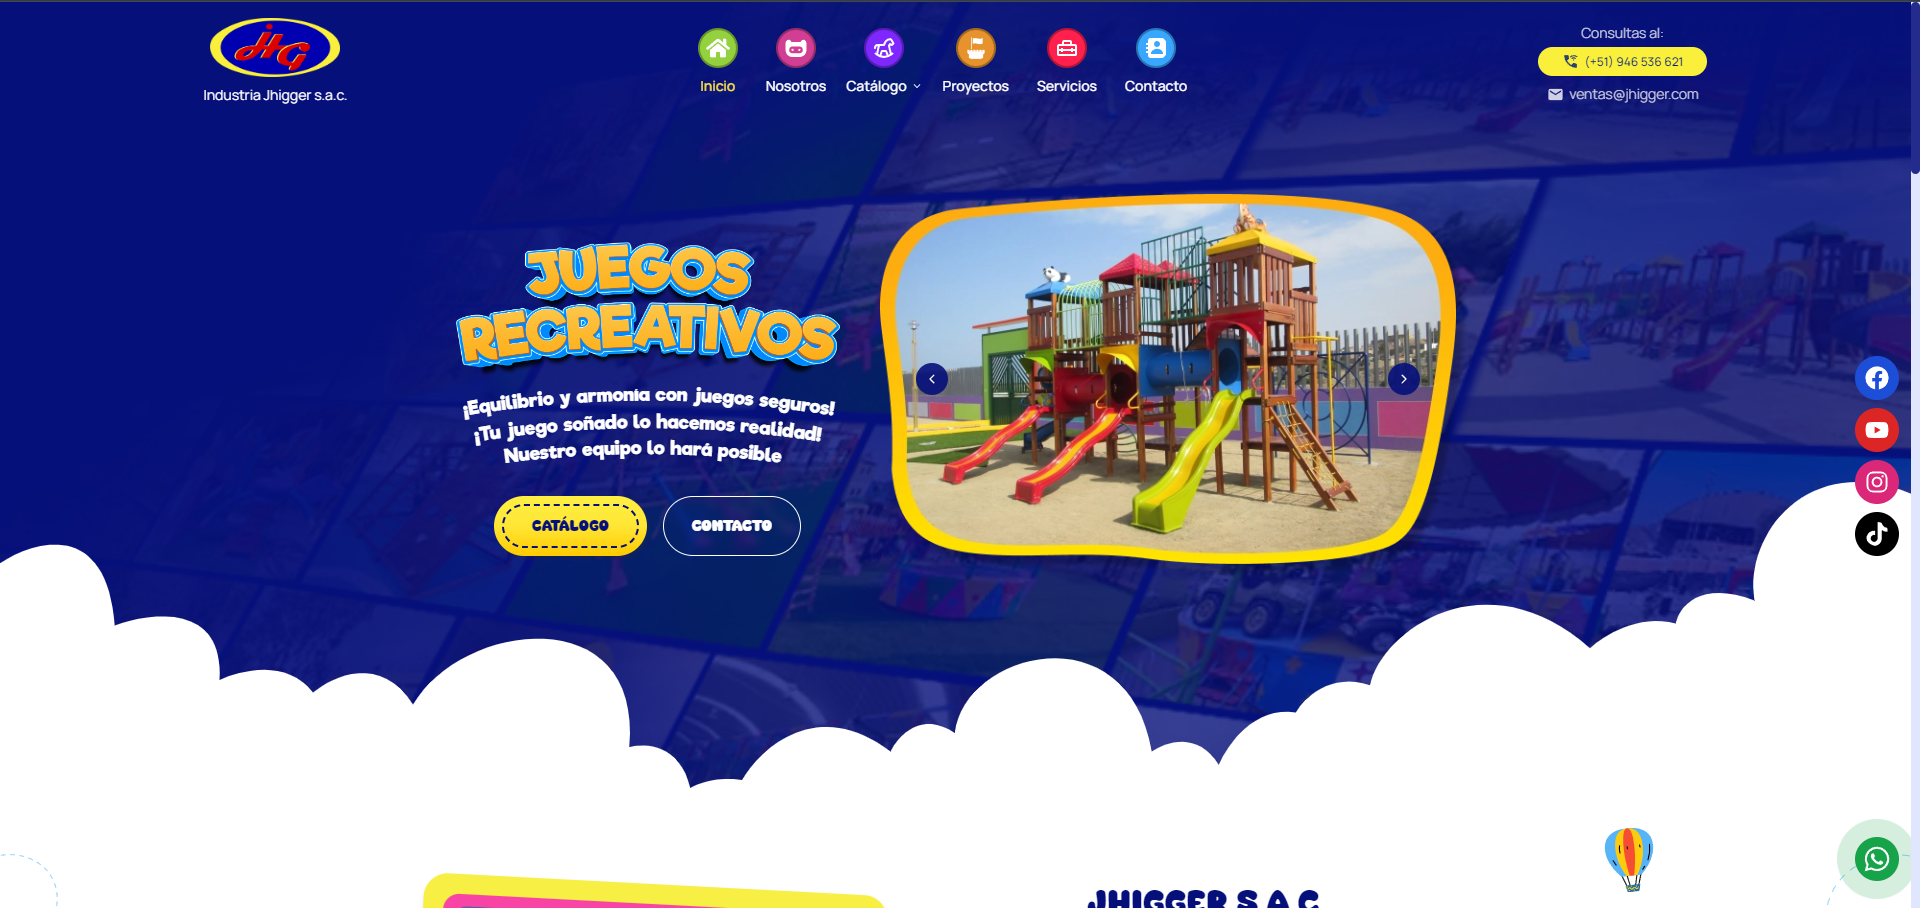 JHG
Industria Jhigger s.a.c.
Inicio
Nosotros
Catálogo
Proyectos
Servicios
Contacto
Consultas al:
(+51) 946 536 621
ventas@jhigger.com
JUEGOS
RECREATIVOS
¡Equilibrio y armonía con juegos seguros!
¡Tu juego soñado lo hacemos realidad!
Nuestro equipo lo hará posible
CATÁLOGO
CONTACTO
JHIGGER S.A.C